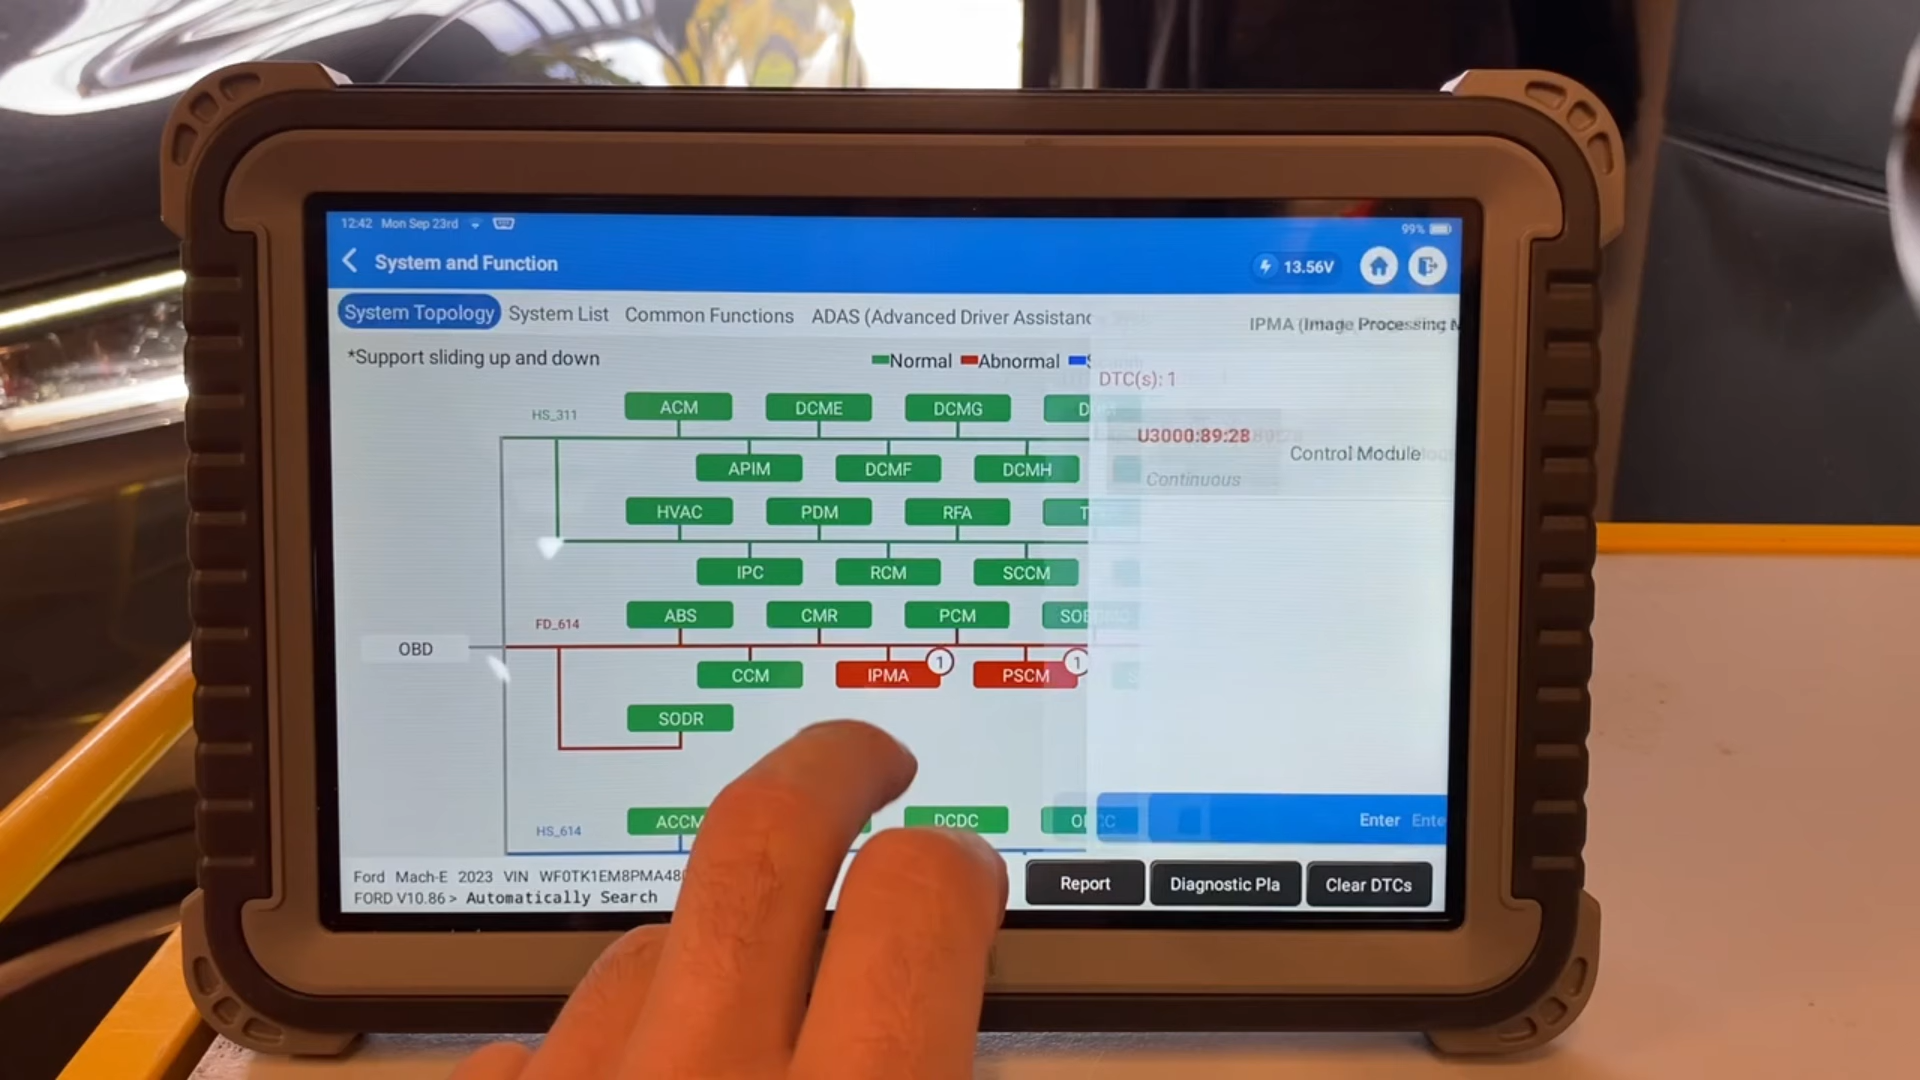 12:42 Mon Sep 23rd
99%
System and Function
13.56V
System Topology System List Common Functions ADAS (Advanced Driver Assistanc
IPMA (Image Processing
*Support sliding up and down
Normal Abnormal
DTC(s): 1
HS_311
ACM DCME DCMG
U3000:89:28
Control Module
APIM DCMF DCMH
Continuous
HVAC PDM RFA
IPC RCM SCCM
FD_614
ABS CMR PCM
OBD
CCM IPMA 1 PSCM 1
SODR
HS_614
ACCM DCDC
Enter
Ford Mach-E 2023 VIN WF0TK1EM8PMA48
FORD V10.86 > Automatically Search
Report Diagnostic Pla Clear DTCs